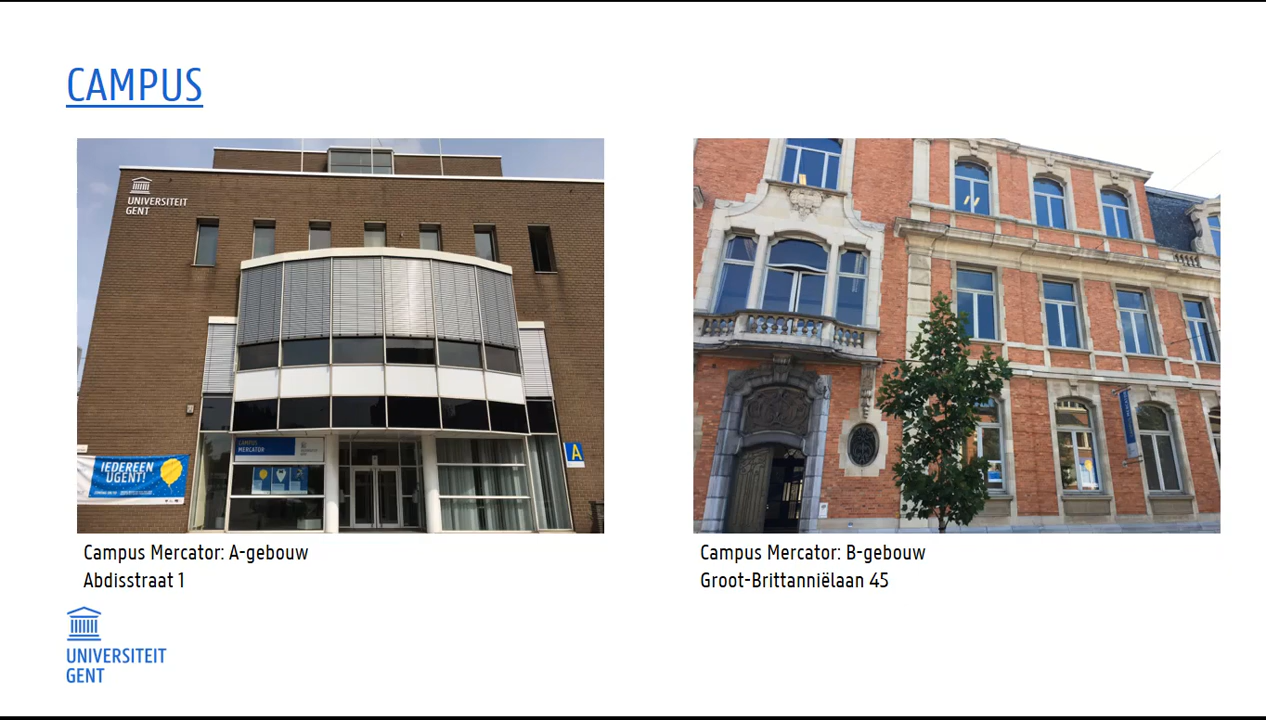 CAMPUS
UNIVERSITEIT
GENT
CAMPUS
MERCATOR
IEDEREEN
UGENT!
A
Campus Mercator: A-gebouw
Abdisstraat 1
Campus Mercator: B-gebouw
Groot-Brittanniëlaan 45
UNIVERSITEIT
GENT